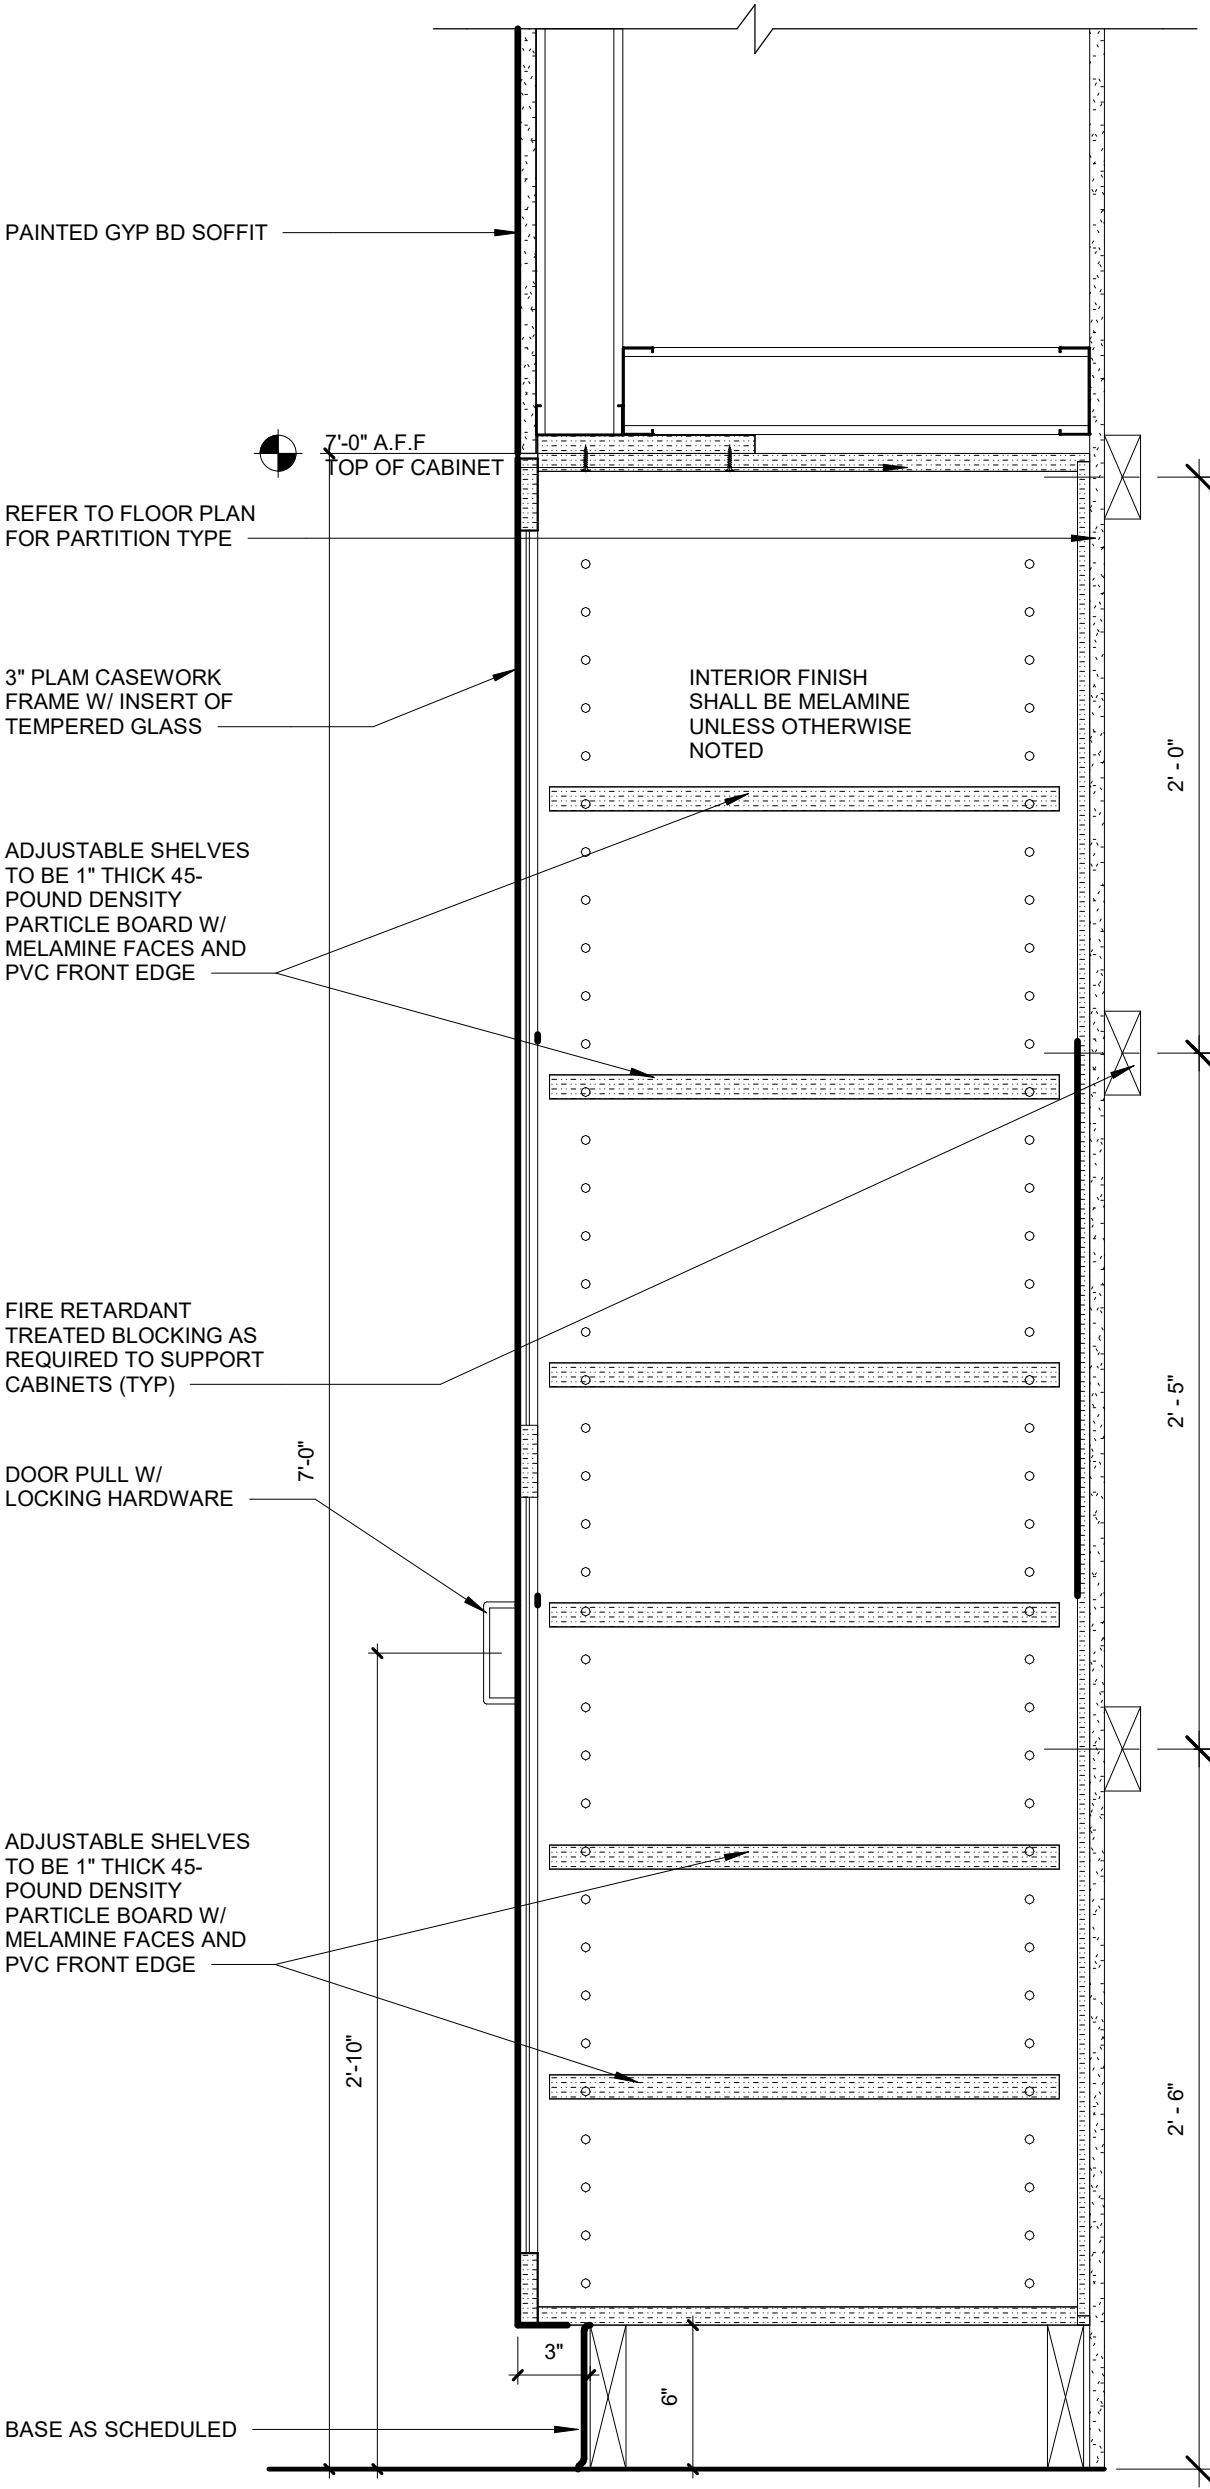 PAINTED GYP BD SOFFIT
7'-0" A.F.F
TOP OF CABINET
REFER TO FLOOR PLAN
FOR PARTITION TYPE
3" PLAM CASEWORK
FRAME W/ INSERT OF
TEMPERED GLASS
INTERIOR FINISH
SHALL BE MELAMINE
UNLESS OTHERWISE
NOTED
2' - 0"
ADJUSTABLE SHELVES
TO BE 1" THICK 45-
POUND DENSITY
PARTICLE BOARD W/
MELAMINE FACES AND
PVC FRONT EDGE
FIRE RETARDANT
TREATED BLOCKING AS
REQUIRED TO SUPPORT
CABINETS (TYP)
2' - 5"
7'-0"
DOOR PULL W/
LOCKING HARDWARE
ADJUSTABLE SHELVES
TO BE 1" THICK 45-
POUND DENSITY
PARTICLE BOARD W/
MELAMINE FACES AND
PVC FRONT EDGE
2'-10"
2' - 6"
3"
6"
BASE AS SCHEDULED